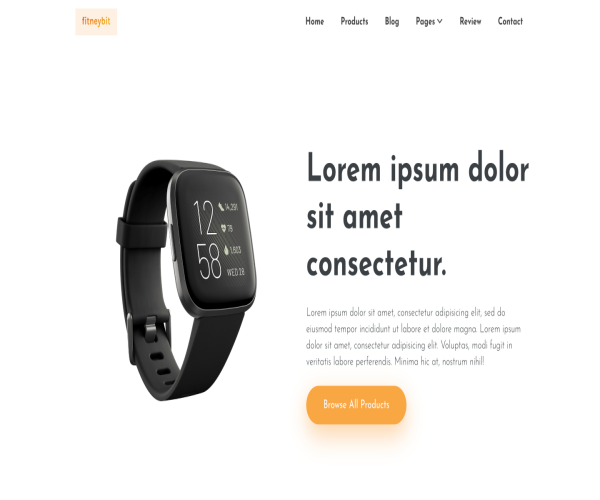 fitneybit
Home Products Blog Pages Review Contact
Lorem ipsum dolor
sit amet
consectetur.
12
58
14,291
76
1,603
WED 28
Lorem ipsum dolor sit amet, consectetur adipisicing elit, sed do
eiusmod tempor incididunt ut labore et dolore magna. Lorem ipsum
dolor sit amet, consectetur adipisicing elit. Voluptas, modi fugit in
veritatis labore perferendis. Minima hic at, nostrum nihil!
Browse All Products